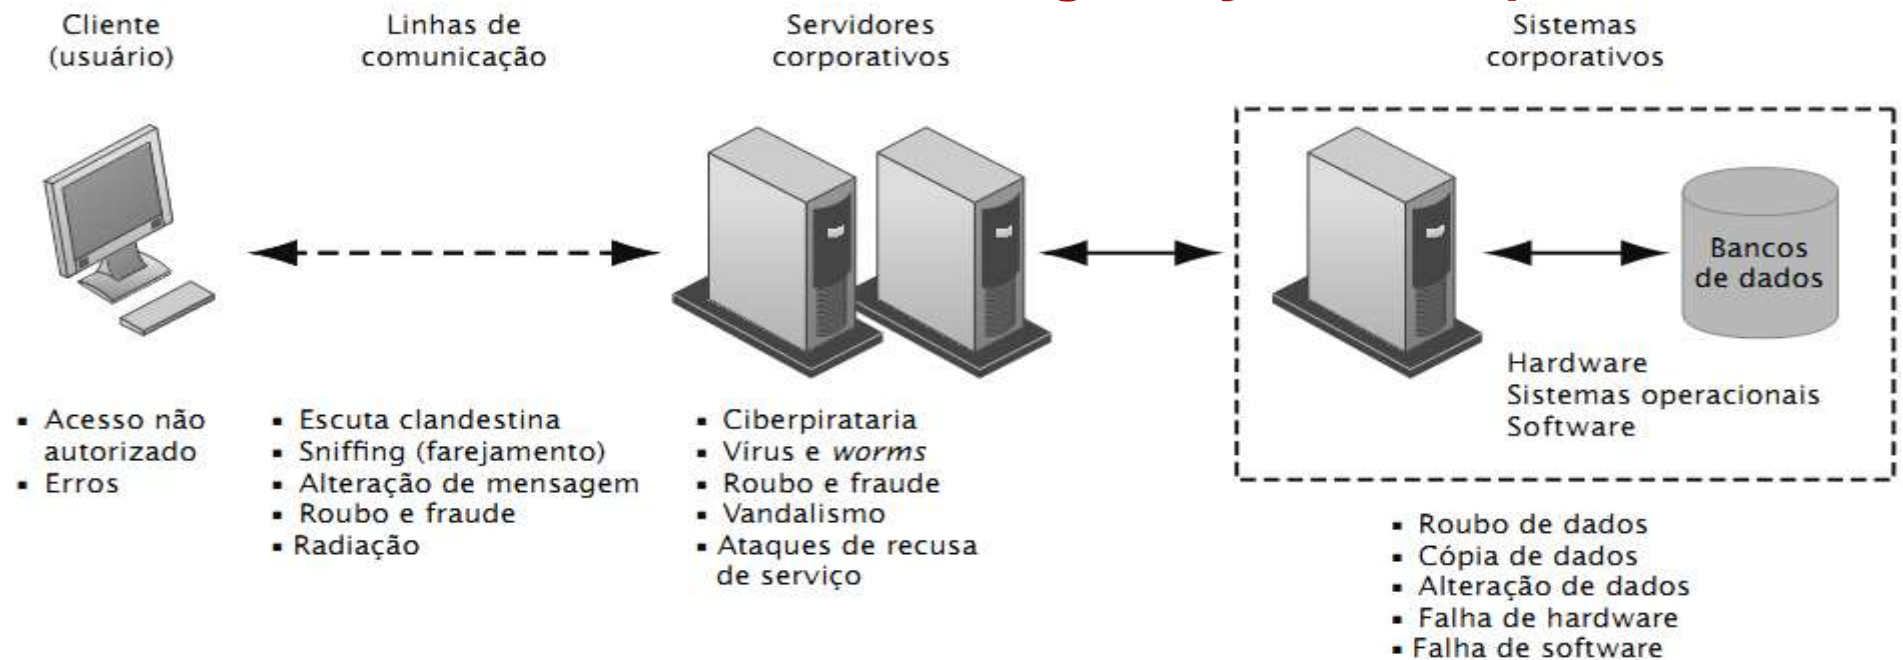 Cliente
(usuário)
Linhas de
comunicação
Servidores
corporativos
Sistemas
corporativos
Bancos
de dados
Hardware
Sistemas operacionais
Software
▪ Acesso não
autorizado
▪ Erros
▪ Escuta clandestina
▪ Sniffing (farejamento)
▪ Alteração de mensagem
▪ Roubo e fraude
▪ Radiação
▪ Ciberpirataria
▪ Vírus e worms
▪ Roubo e fraude
▪ Vandalismo
▪ Ataques de recusa
de serviço
▪ Roubo de dados
▪ Cópia de dados
▪ Alteração de dados
▪ Falha de hardware
▪ Falha de software